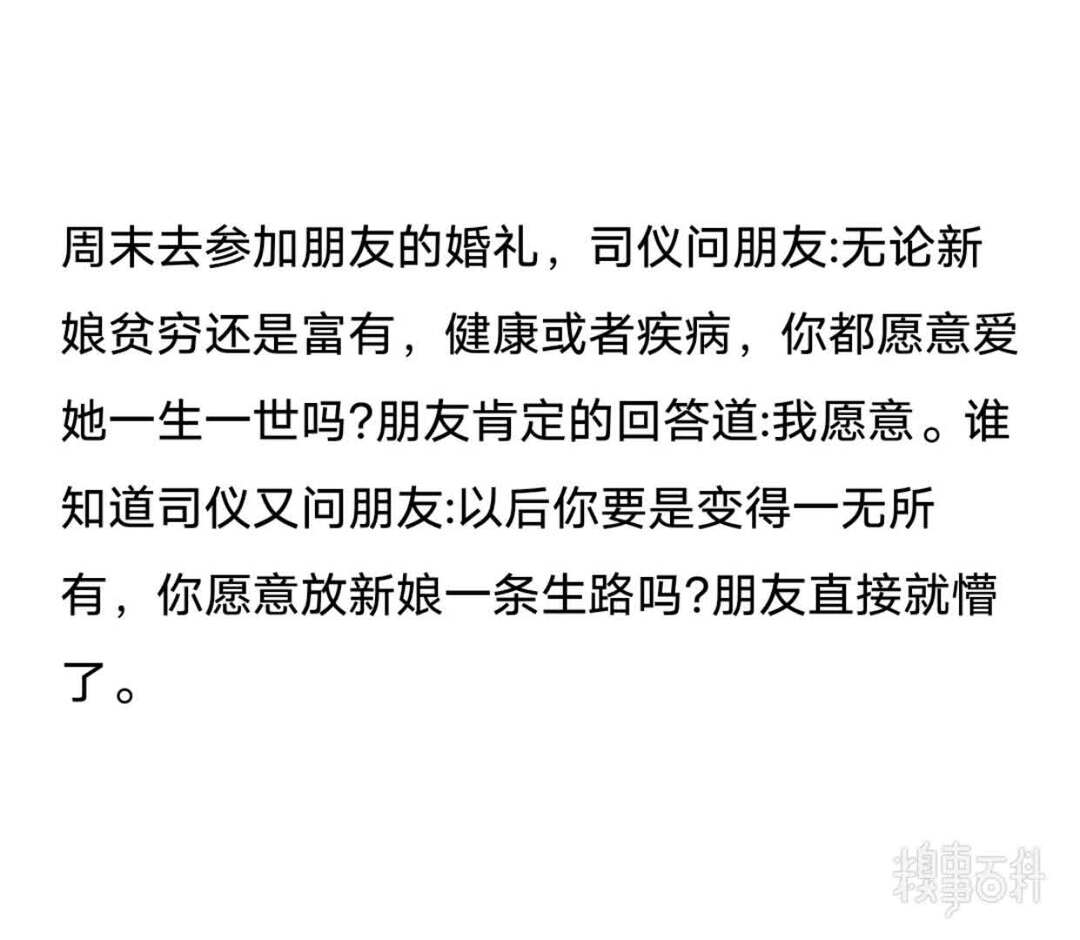 周末去参加朋友的婚礼，司仪问朋友:无论新
娘贫穷还是富有，健康或者疾病，你都愿意爱
她一生一世吗?朋友肯定的回答道:我愿意。谁
知道司仪又问朋友:以后你要是变得一无所
有，你愿意放新娘一条生路吗?朋友直接就懵
了。
糗事百科